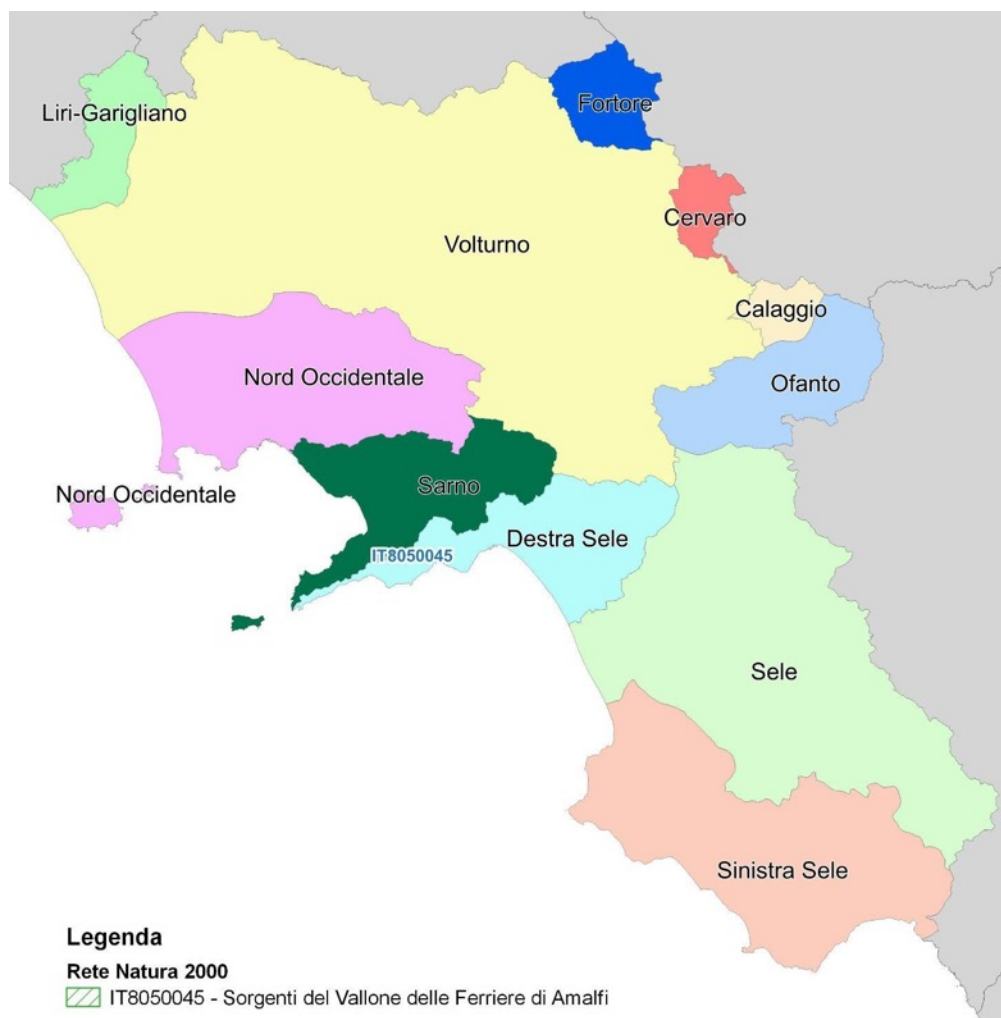 Fortore
Liri-Garigliano
Cervaro
Volturno
Calaggio
Nord Occidentale
Ofanto
Sarno
Nord Occidentale
Destra Sele
IT8050045
Sele
Sinistra Sele
Legenda
Rete Natura 2000
IT8050045 - Sorgenti del Vallone delle Ferriere di Amalfi